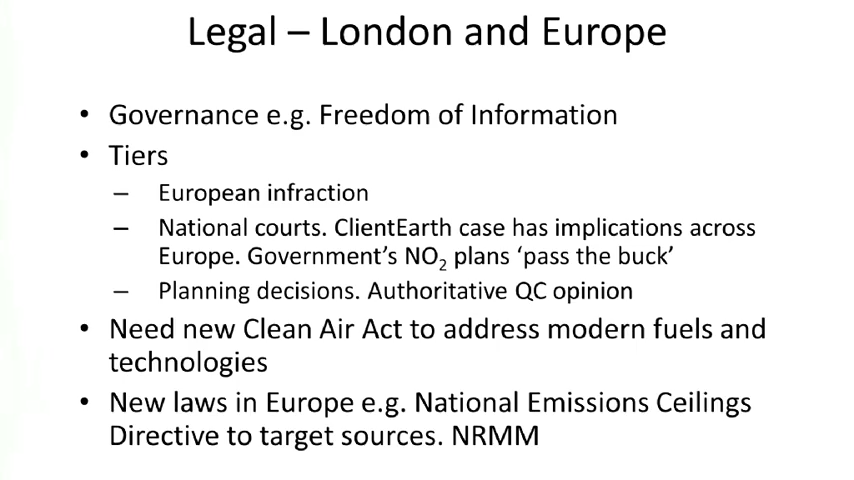 Legal – London and Europe
• Governance e.g. Freedom of Information
• Tiers
– European infraction
– National courts. ClientEarth case has implications across
Europe. Government’s NO₂ plans ‘pass the buck’
– Planning decisions. Authoritative QC opinion
• Need new Clean Air Act to address modern fuels and
technologies
• New laws in Europe e.g. National Emissions Ceilings
Directive to target sources. NRMM